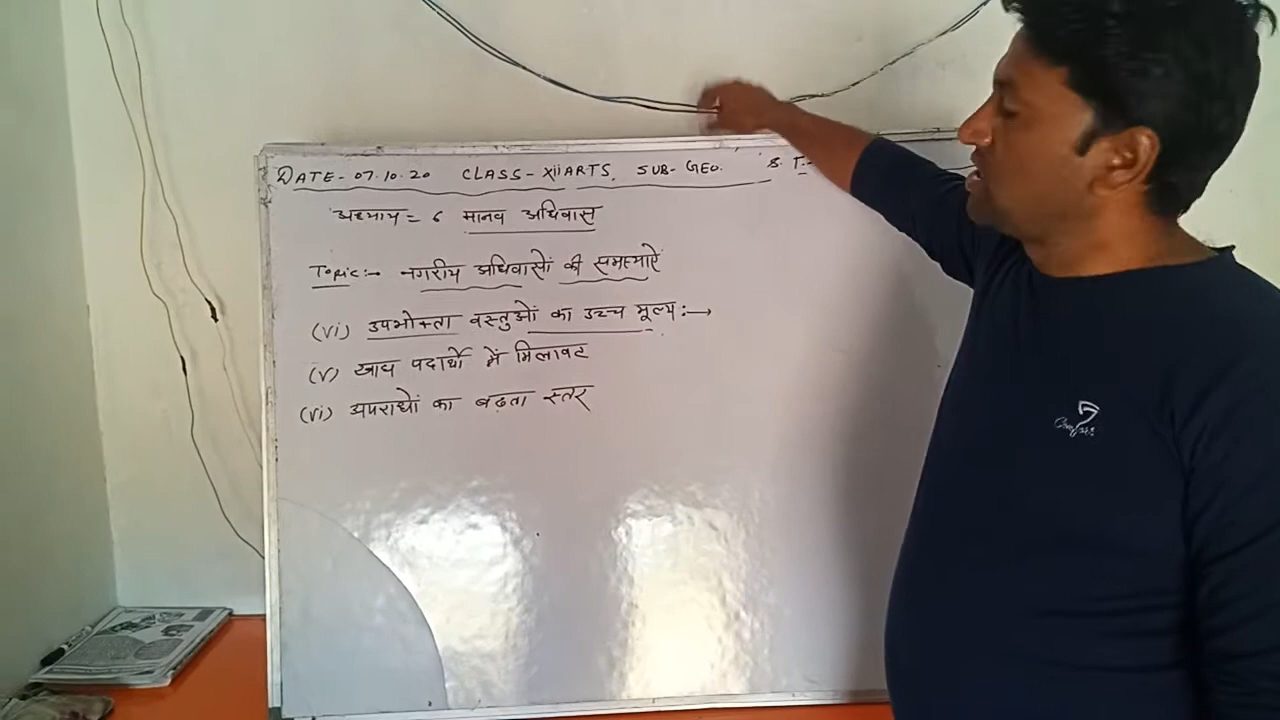 DATE- 07.10.20 CLASS- XII ARTS. SUB- GEO. B. T.-
अध्याय = 6 मानव अधिवास
Topic:- नगरीय अधिवासों की समस्याऐं
(vi) उपभोक्ता वस्तुओं का उच्च मूल्य:→
(v) खाद्य पदार्थों में मिलावट
(vi) अपराधों का बढ़ता स्तर